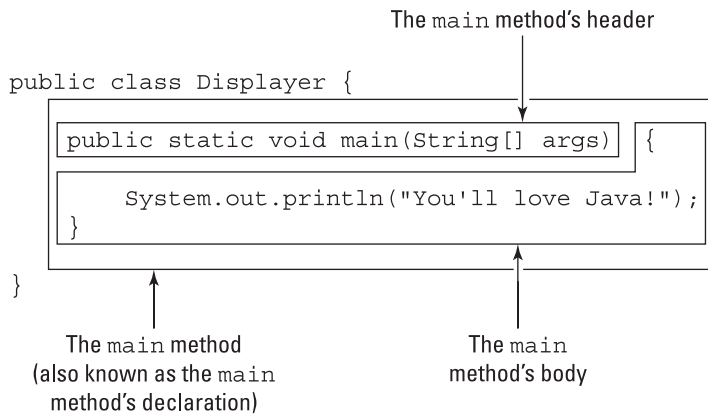 The main method's header
public class Displayer {
public static void main(String[] args) {
System.out.println("You'll love Java!");
}
}
The main method
(also known as the main
method's declaration)
The main
method's body